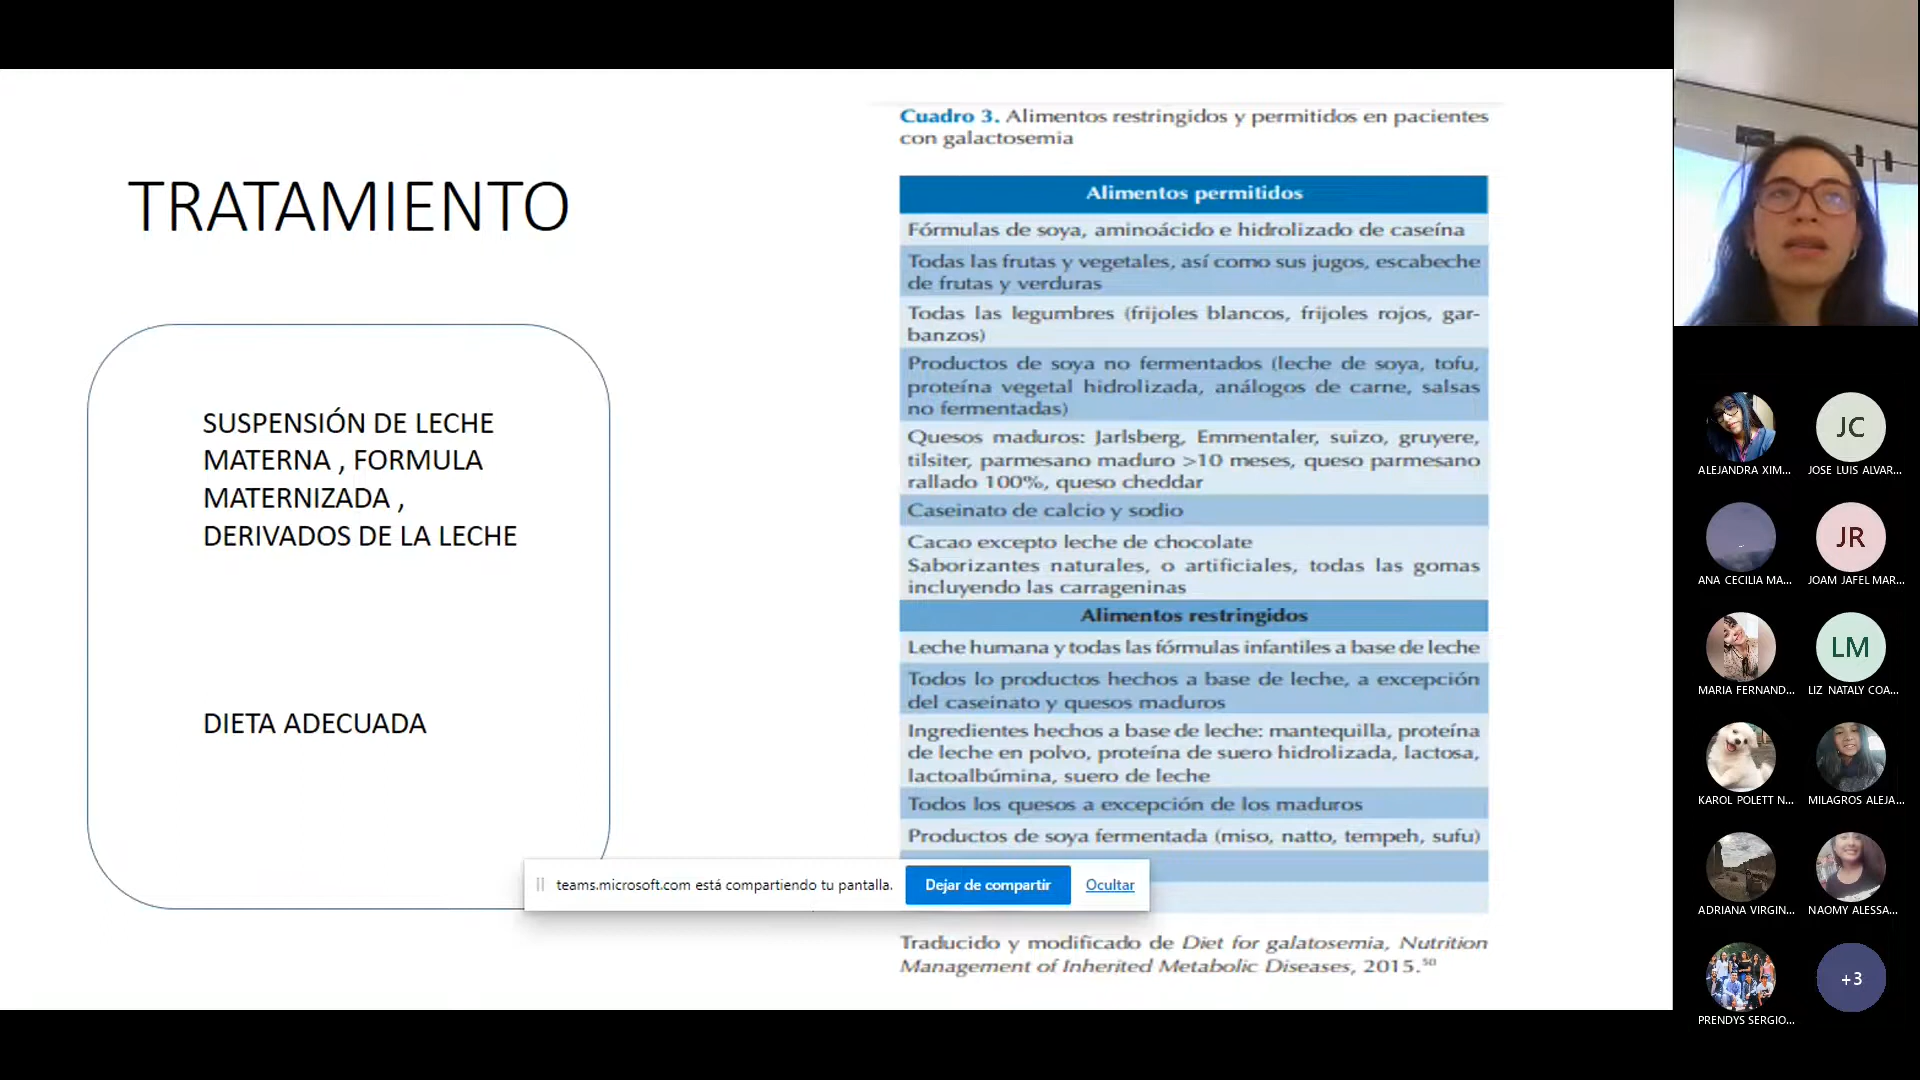 TRATAMIENTO
SUSPENSIÓN DE LECHE
MATERNA , FORMULA
MATERNIZADA ,
DERIVADOS DE LA LECHE
DIETA ADECUADA
Cuadro 3. Alimentos restringidos y permitidos en pacientes
con galactosemia
Alimentos permitidos
Fórmulas de soya, aminoácido e hidrolizado de caseína
Todas las frutas y vegetales, así como sus jugos, escabeche
de frutas y verduras
Todas las legumbres (frijoles blancos, frijoles rojos, gar-
banzos)
Productos de soya no fermentados (leche de soya, tofu,
proteína vegetal hidrolizada, análogos de carne, salsas
no fermentadas)
Quesos maduros: Jarlsberg, Emmentaler, suizo, gruyere,
tilsiter, parmesano maduro >10 meses, queso parmesano
rallado 100%, queso cheddar
Caseinato de calcio y sodio
Cacao excepto leche de chocolate
Saborizantes naturales, o artificiales, todas las gomas
incluyendo las carrageninas
Alimentos restringidos
Leche humana y todas las fórmulas infantiles a base de leche
Todos lo productos hechos a base de leche, a excepción
del caseinato y quesos maduros
Ingredientes hechos a base de leche: mantequilla, proteína
de leche en polvo, proteína de suero hidrolizada, lactosa,
lactoalbúmina, suero de leche
Todos los quesos a excepción de los maduros
Productos de soya fermentada (miso, natto, tempeh, sufu)
teams.microsoft.com está compartiendo tu pantalla.
Dejar de compartir
Ocultar
Traducido y modificado de Diet for galatosemia, Nutrition
Management of Inherited Metabolic Diseases, 2015.50
JC
ALEJANDRA XIM...
JOSE LUIS ALVAR...
JR
ANA CECILIA MA...
JOAM JAFEL MAR...
LM
MARIA FERNAND...
LIZ NATALY COA...
KAROL POLETT N...
MILAGROS ALEJA...
ADRIANA VIRGIN...
NAOMY ALESSA...
+3
PRENDYS SERGIO...